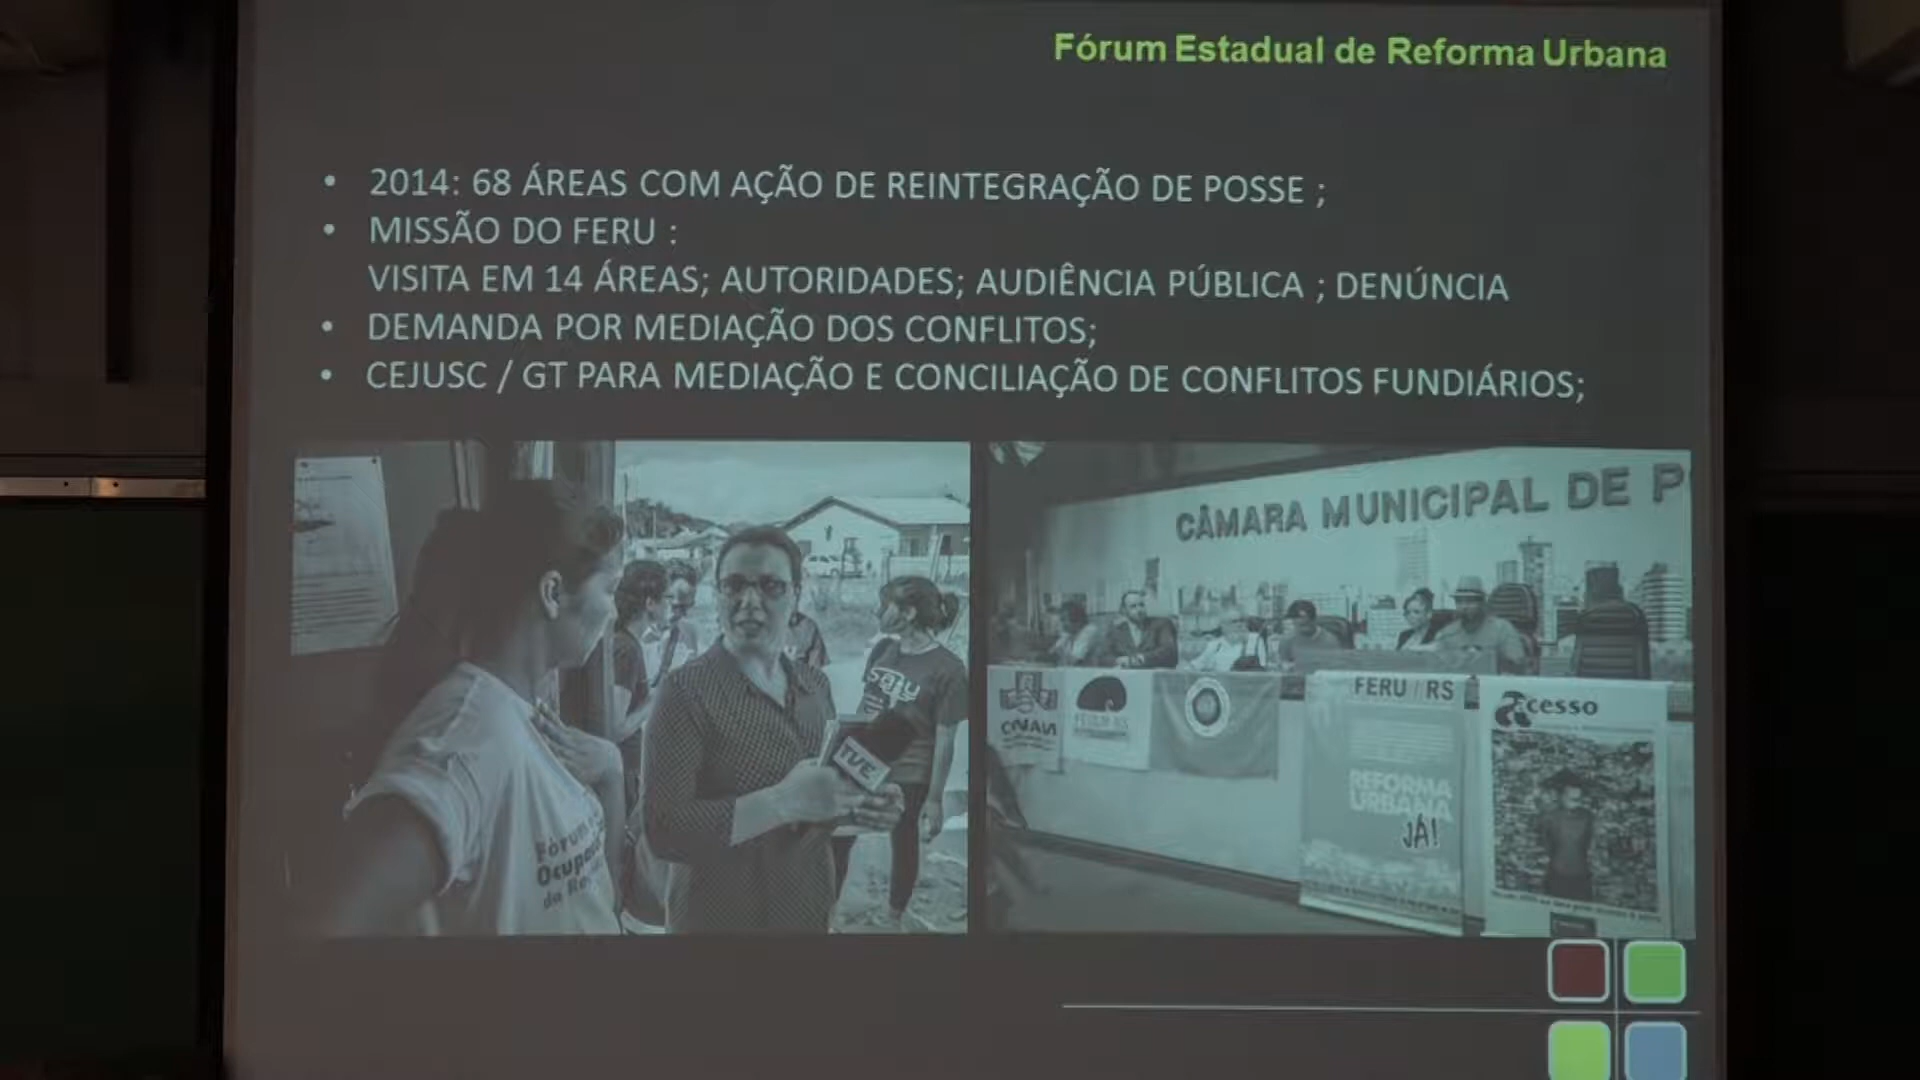 Fórum Estadual de Reforma Urbana
• 2014: 68 ÁREAS COM AÇÃO DE REINTEGRAÇÃO DE POSSE ;
• MISSÃO DO FERU :
VISITA EM 14 ÁREAS; AUTORIDADES; AUDIÊNCIA PÚBLICA ; DENÚNCIA
• DEMANDA POR MEDIAÇÃO DOS CONFLITOS;
• CEJUSC / GT PARA MEDIAÇÃO E CONCILIAÇÃO DE CONFLITOS FUNDIÁRIOS;
CÂMARA MUNICIPAL DE P
FERU / RS
acesso
REFORMA
URBANA
JÁ!
TVE
Fórum